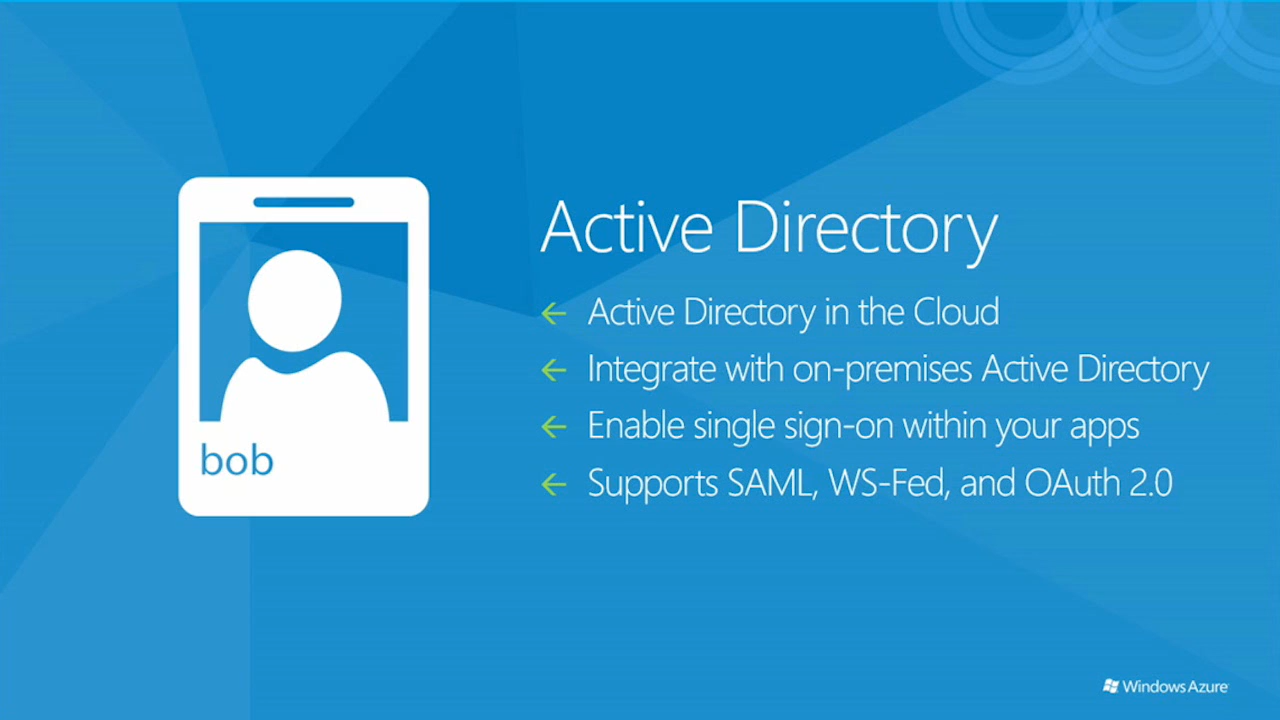 Active Directory
Active Directory in the Cloud
Integrate with on-premises Active Directory
Enable single sign-on within your apps
Supports SAML, WS-Fed, and OAuth 2.0
bob
Windows Azure